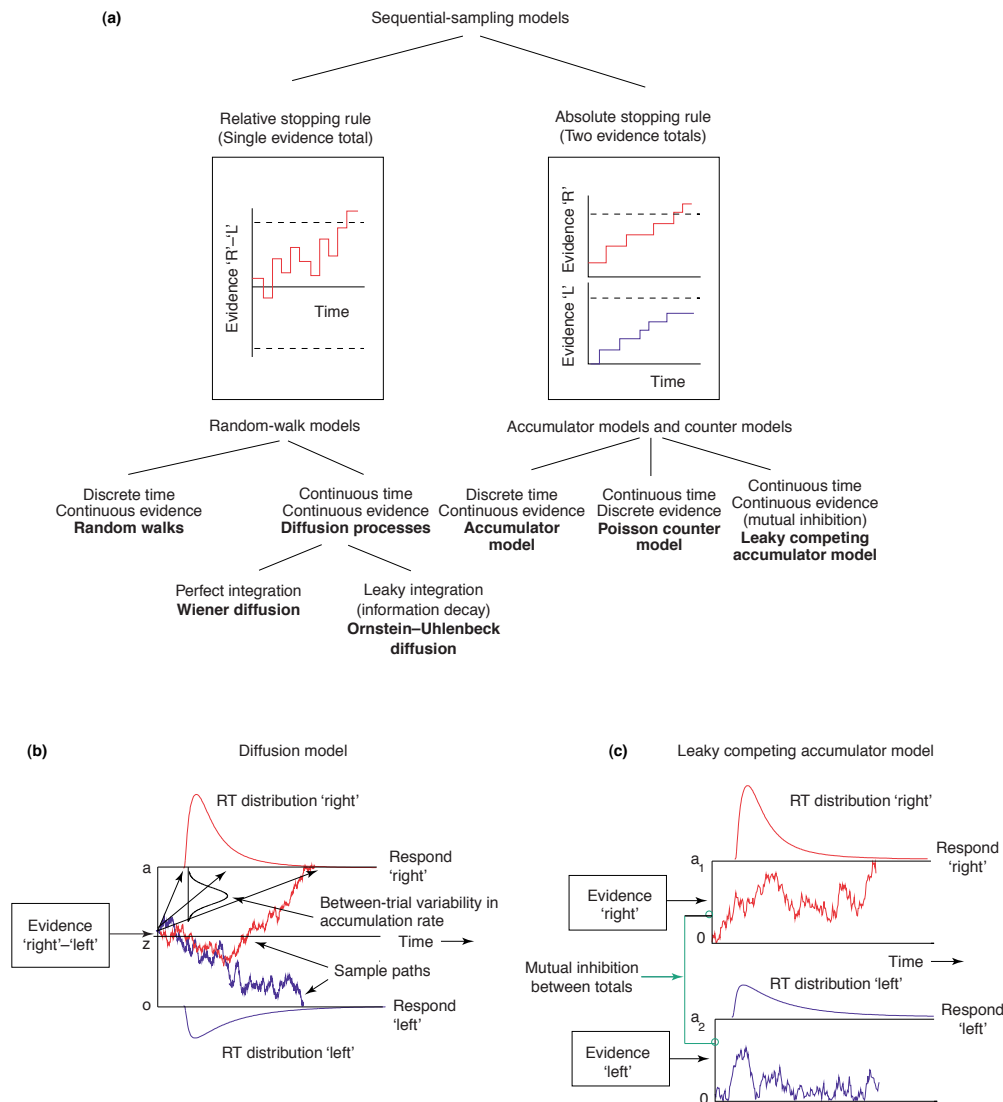 (a)
Sequential-sampling models
Relative stopping rule
(Single evidence total)
Absolute stopping rule
(Two evidence totals)
Evidence 'R'–'L'
Time
Evidence 'R'
Evidence 'L'
Time
Random-walk models
Accumulator models and counter models
Discrete time
Continuous evidence
Random walks
Continuous time
Continuous evidence
Diffusion processes
Discrete time
Continuous evidence
Accumulator
model
Continuous time
Discrete evidence
Poisson counter
model
Continuous time
Continuous evidence
(mutual inhibition)
Leaky competing
accumulator model
Perfect integration
Wiener diffusion
Leaky integration
(information decay)
Ornstein–Uhlenbeck
diffusion
(b)
Diffusion model
RT distribution 'right'
a
Respond
'right'
Between-trial variability in
accumulation rate
Evidence
'right'–'left'
z
Time
Sample paths
o
Respond
'left'
RT distribution 'left'
(c)
Leaky competing accumulator model
RT distribution 'right'
Respond
'right'
a1
Evidence
'right'
0
Time
Mutual inhibition
between totals
RT distribution 'left'
Respond
'left'
a2
Evidence
'left'
0